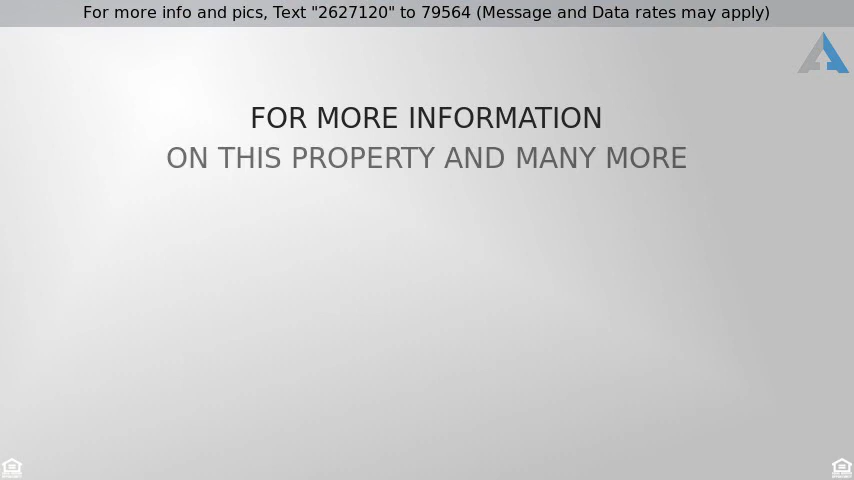 For more info and pics, Text "2627120" to 79564 (Message and Data rates may apply)
FOR MORE INFORMATION
ON THIS PROPERTY AND MANY MORE